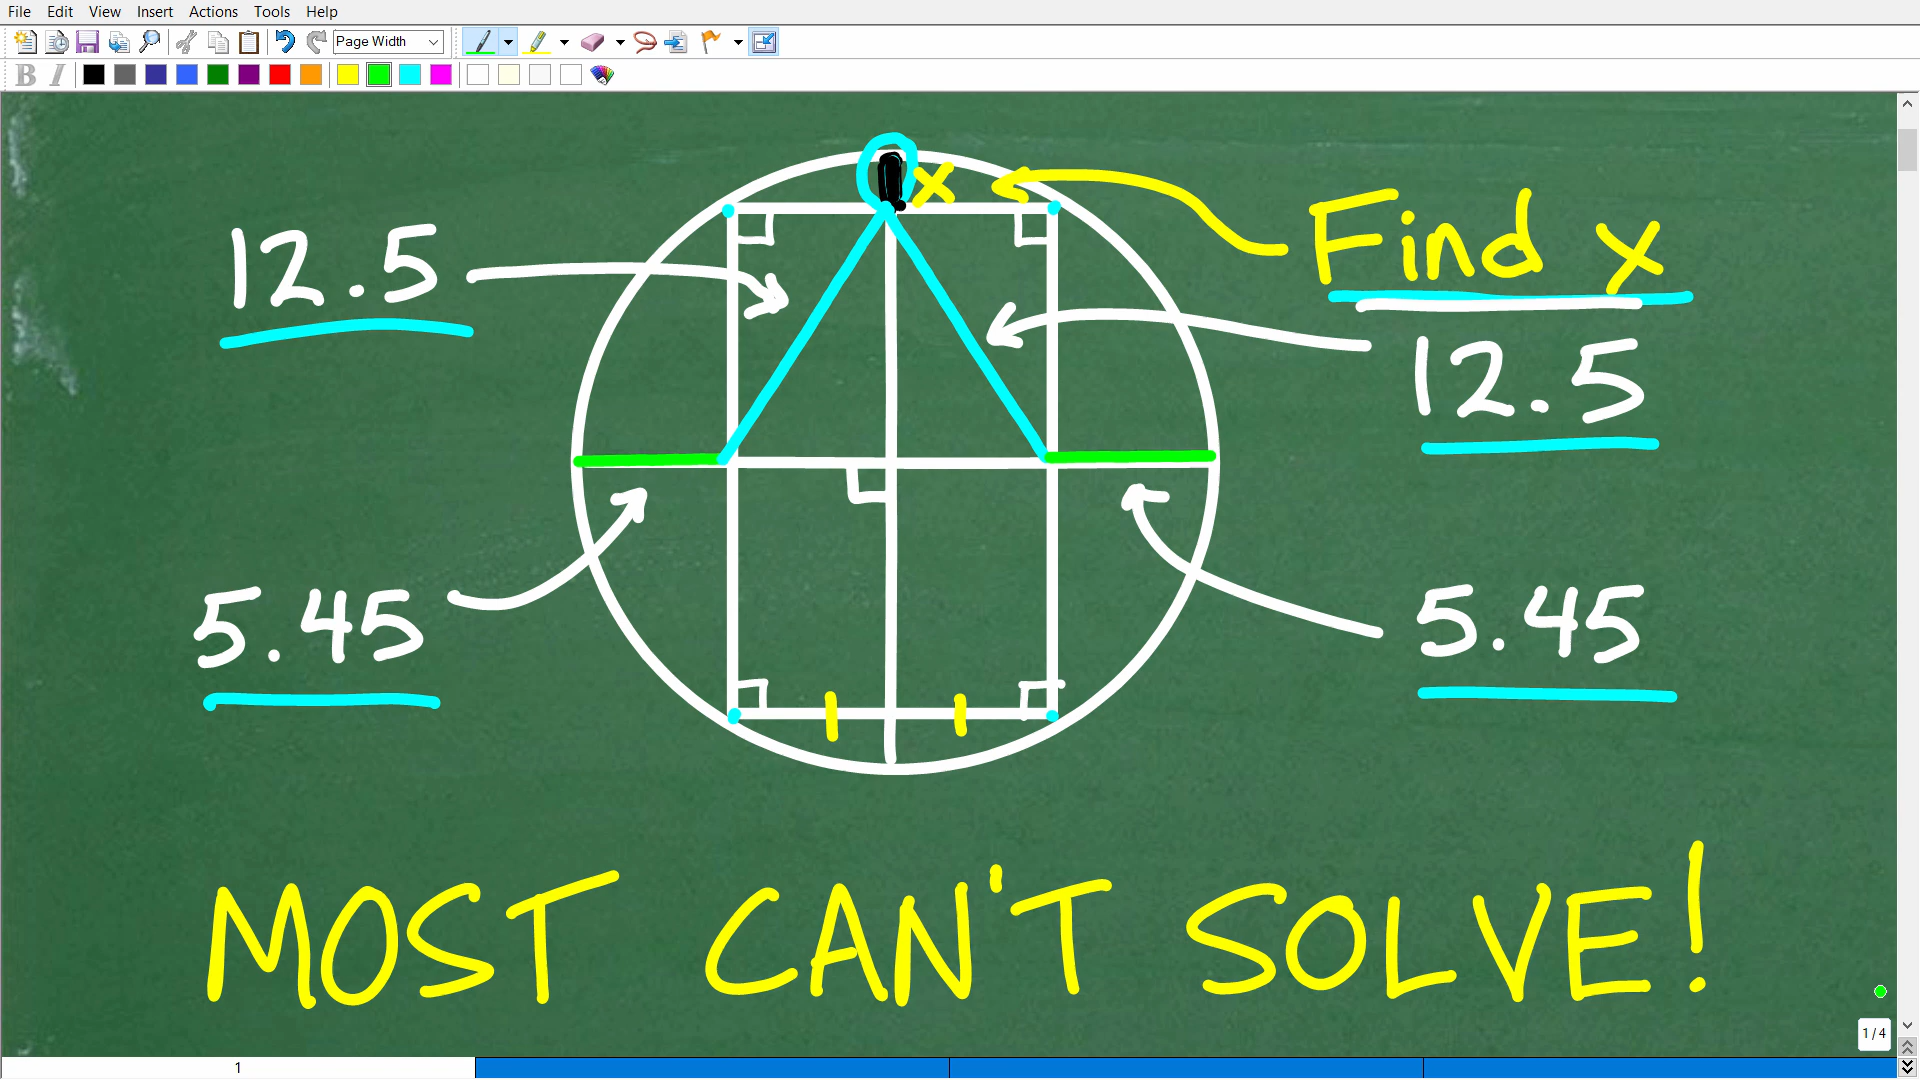 File Edit View Insert Actions Tools Help
Page Width
B I
x
Find x
12.5
12.5
5.45
5.45
MOST CAN'T SOLVE!
1 / 4
1